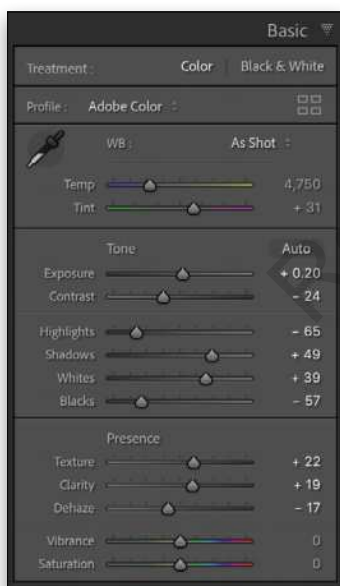 Basic
Treatment : Color Black & White
Profile : Adobe Color
WB : As Shot
Temp 4,750
Tint + 31
Tone Auto
Exposure + 0.20
Contrast – 24
Highlights – 65
Shadows + 49
Whites + 39
Blacks – 57
Presence
Texture + 22
Clarity + 19
Dehaze – 17
Vibrance 0
Saturation 0